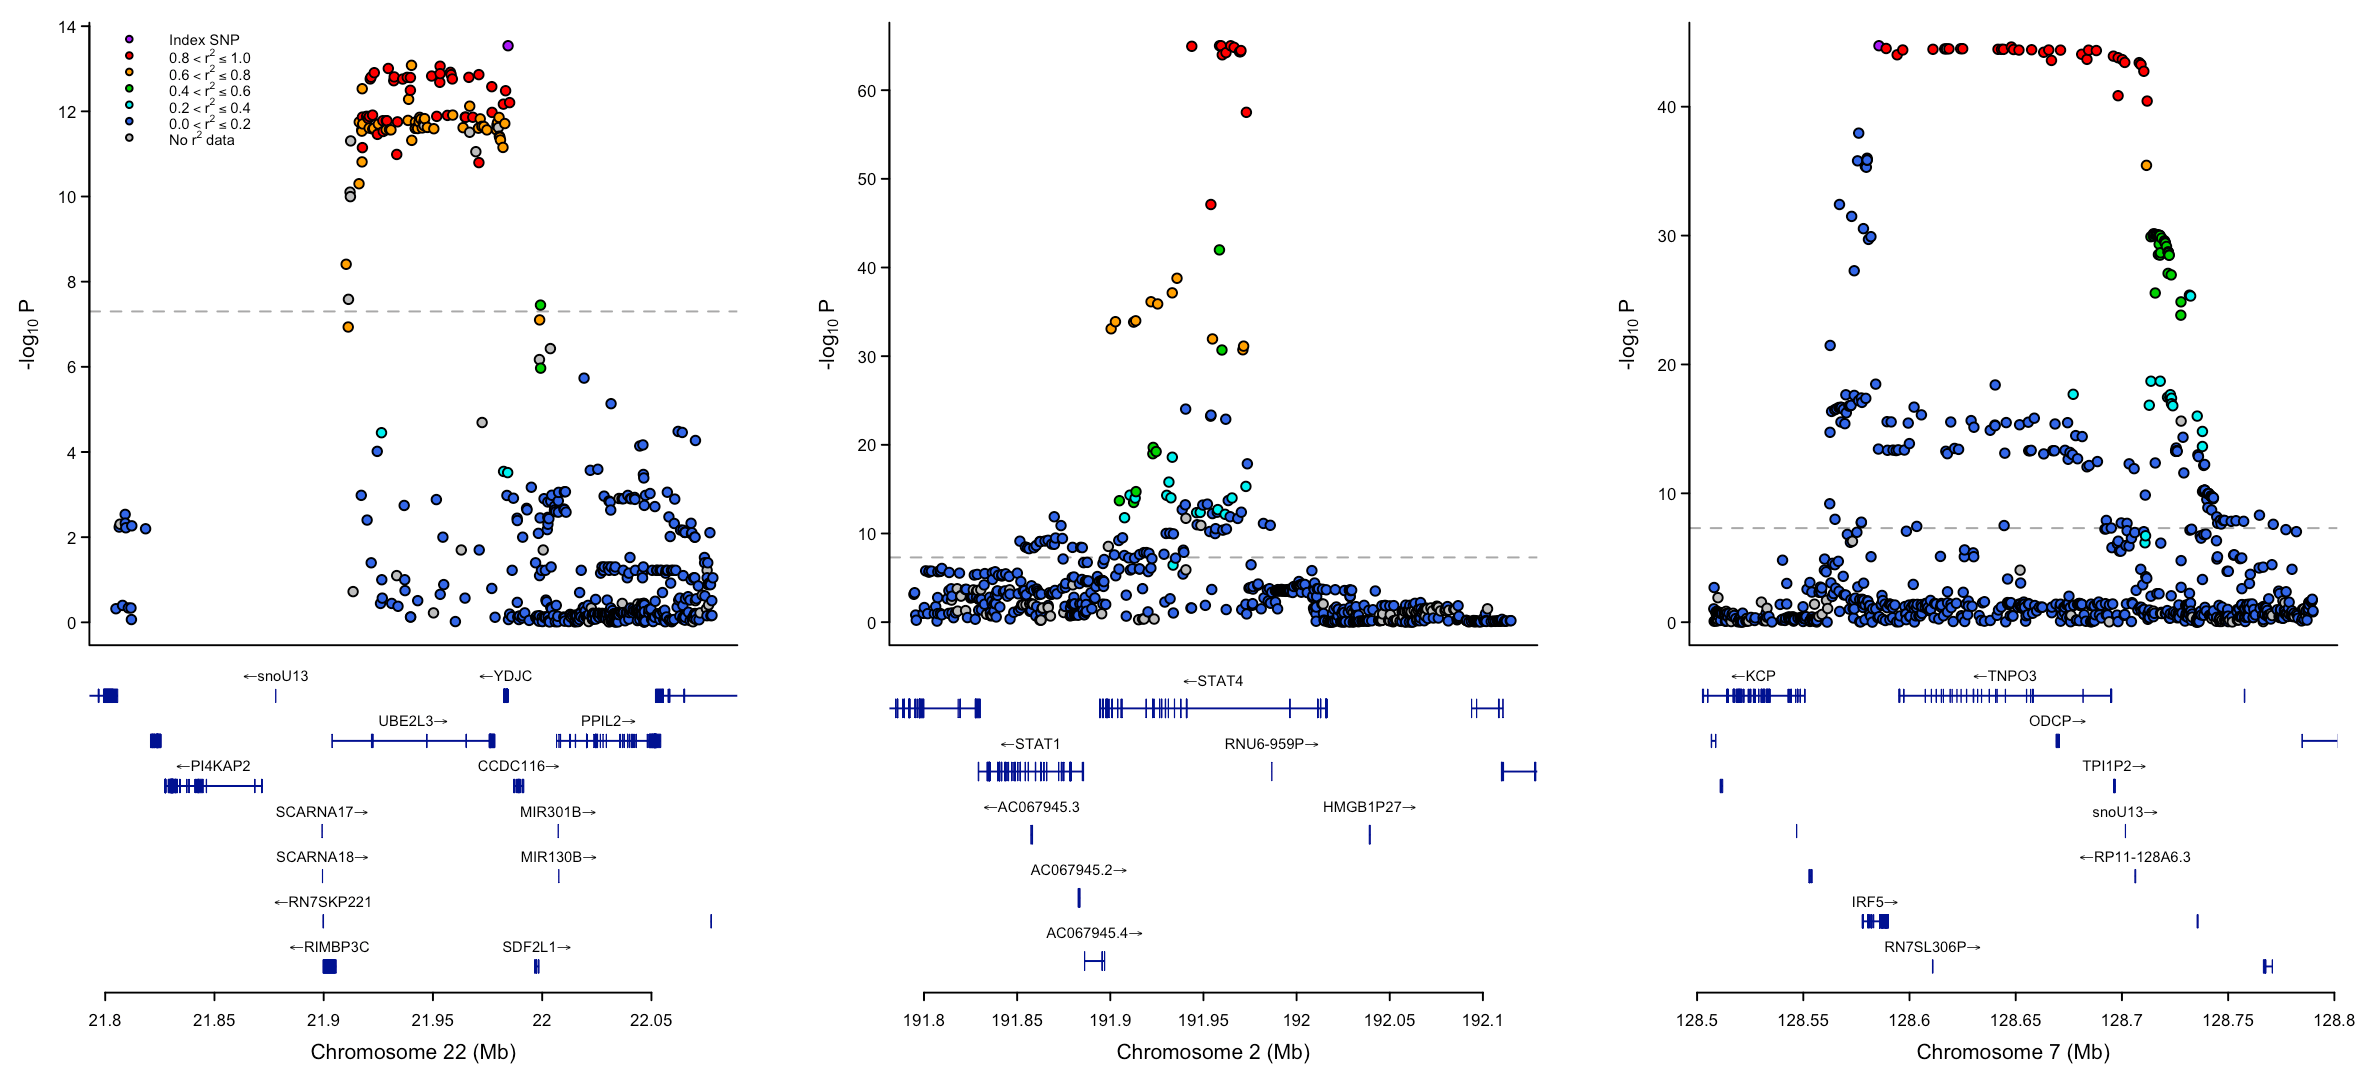 14
12
10
8
6
4
2
0
-log10 P
Index SNP
0.8 < r2 ≤ 1.0
0.6 < r2 ≤ 0.8
0.4 < r2 ≤ 0.6
0.2 < r2 ≤ 0.4
0.0 < r2 ≤ 0.2
No r2 data
←snoU13
←YDJC
UBE2L3→
PPIL2→
←PI4KAP2
CCDC116→
SCARNA17→
MIR301B→
SCARNA18→
MIR130B→
←RN7SKP221
←RIMBP3C
SDF2L1→
21.8
21.85
21.9
21.95
22
22.05
Chromosome 22 (Mb)
60
50
40
30
20
10
0
-log10 P
←STAT4
←STAT1
RNU6-959P→
←AC067945.3
HMGB1P27→
AC067945.2→
AC067945.4→
191.8
191.85
191.9
191.95
192
192.05
192.1
Chromosome 2 (Mb)
40
30
20
10
0
-log10 P
←KCP
←TNPO3
ODCP→
TPI1P2→
snoU13→
←RP11-128A6.3
IRF5→
RN7SL306P→
128.5
128.55
128.6
128.65
128.7
128.75
128.8
Chromosome 7 (Mb)